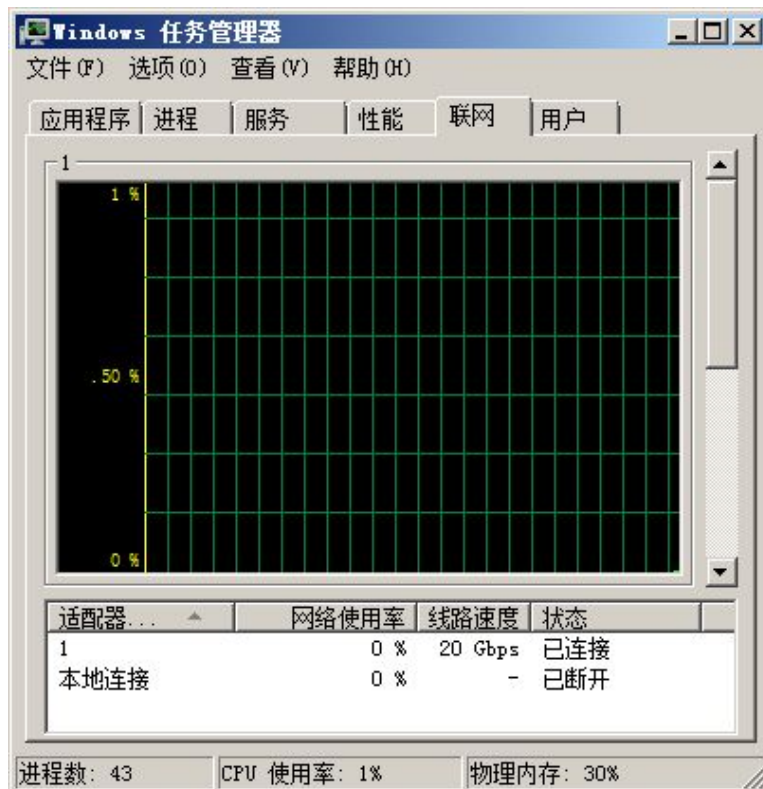 Windows 任务管理器
文件(F) 选项(O) 查看(V) 帮助(H)
应用程序 进程 服务 性能 联网 用户
1
1 %
.50 %
0 %
适配器... 网络使用率 线路速度 状态
1 0 % 20 Gbps 已连接
本地连接 0 % - 已断开
进程数: 43 CPU 使用率: 1% 物理内存: 30%